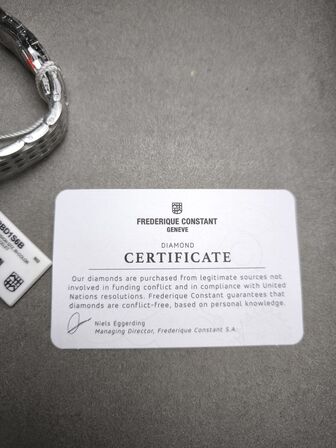 FREDERIQUE CONSTANT
GENEVE
DIAMOND
CERTIFICATE
Our diamonds are purchased from legitimate sources not
involved in funding conflict and in compliance with United
Nations resolutions. Frederique Constant guarantees that
diamonds are conflict-free, based on personal knowledge.
Niels Eggerding
Managing Director, Frederique Constant S.A.